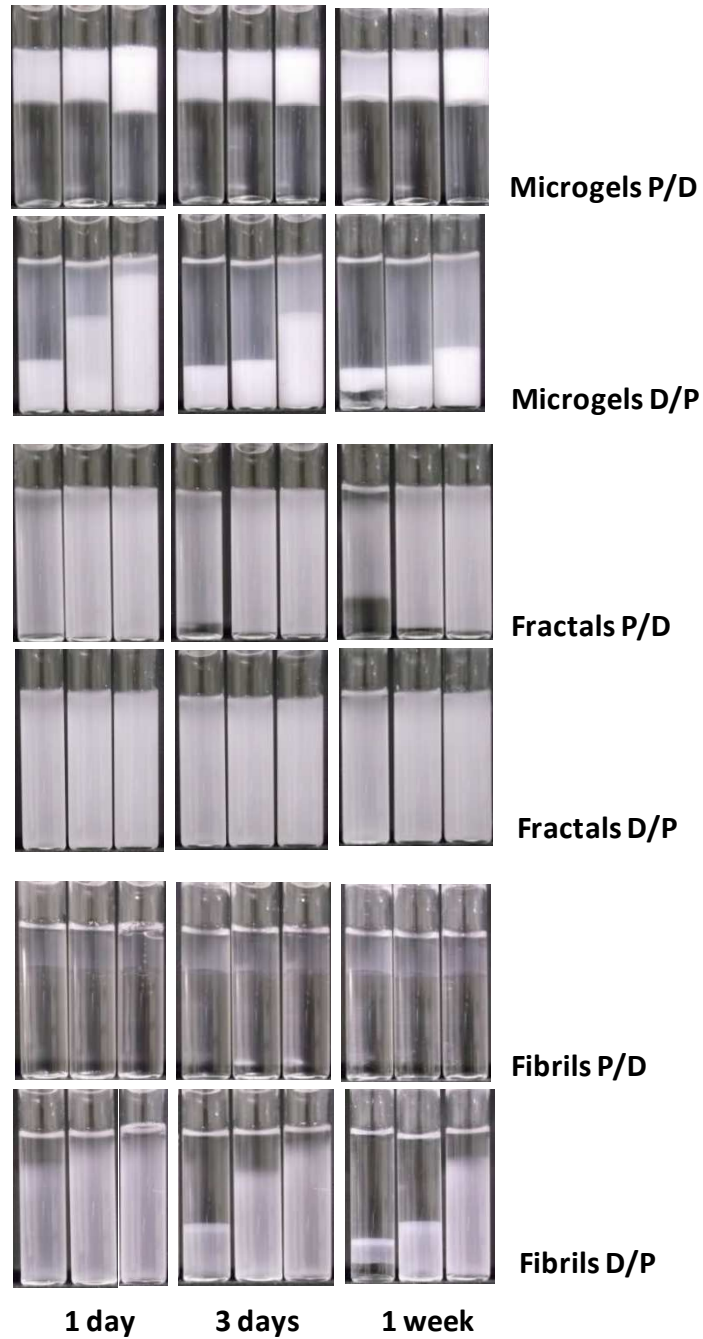 Microgels P/D
Microgels D/P
Fractals P/D
Fractals D/P
Fibrils P/D
Fibrils D/P
1 day 3 days 1 week